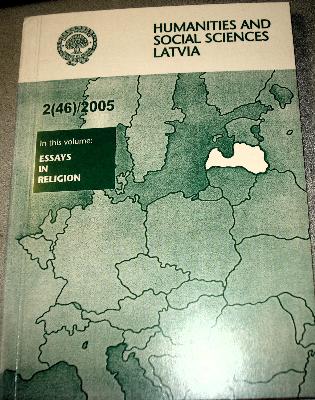 HUMANITIES AND
SOCIAL SCIENCES
LATVIA
2(46)/2005
In this volume:
ESSAYS
IN
RELIGION